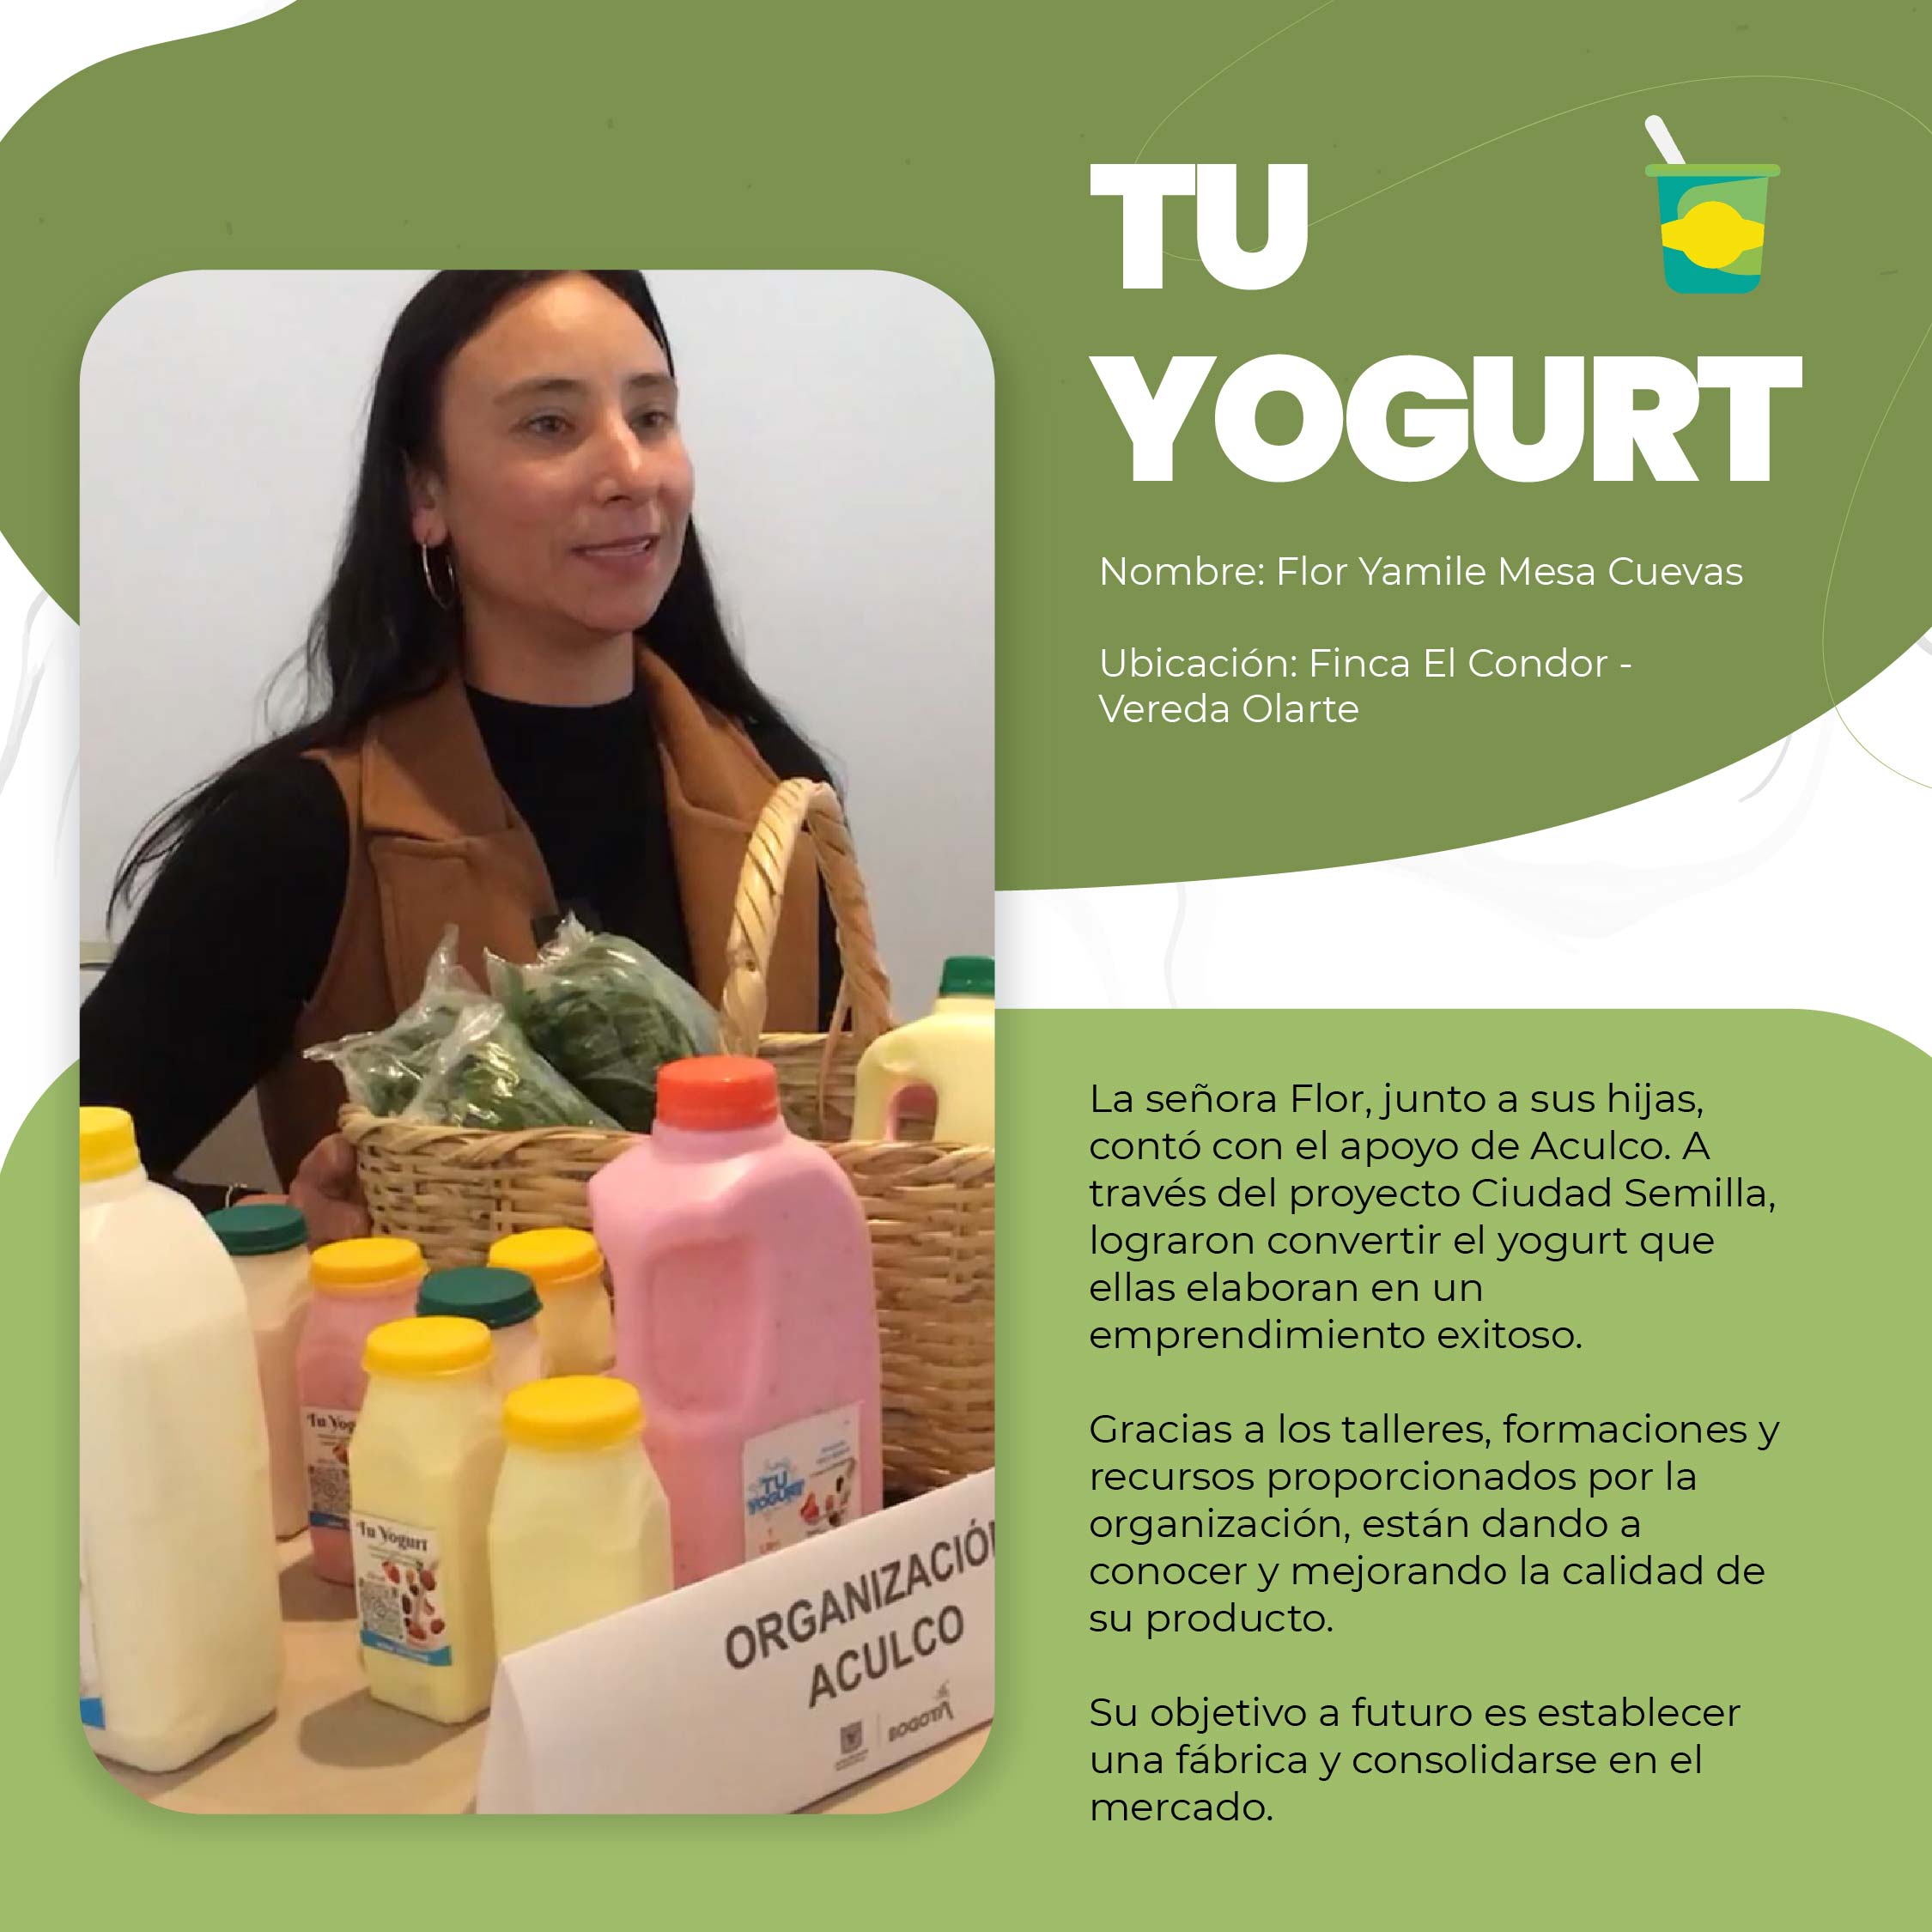 TU
YOGURT
Nombre: Flor Yamile Mesa Cuevas
Ubicación: Finca El Condor -
Vereda Olarte
La señora Flor, junto a sus hijas,
contó con el apoyo de Aculco. A
través del proyecto Ciudad Semilla,
lograron convertir el yogurt que
ellas elaboran en un
emprendimiento exitoso.
Gracias a los talleres, formaciones y
recursos proporcionados por la
organización, están dando a
conocer y mejorando la calidad de
su producto.
Su objetivo a futuro es establecer
una fábrica y consolidarse en el
mercado.
Tu Yogurt
TU
YOGURT
ORGANIZACIÓN
ACULCO
BOGOTÁ